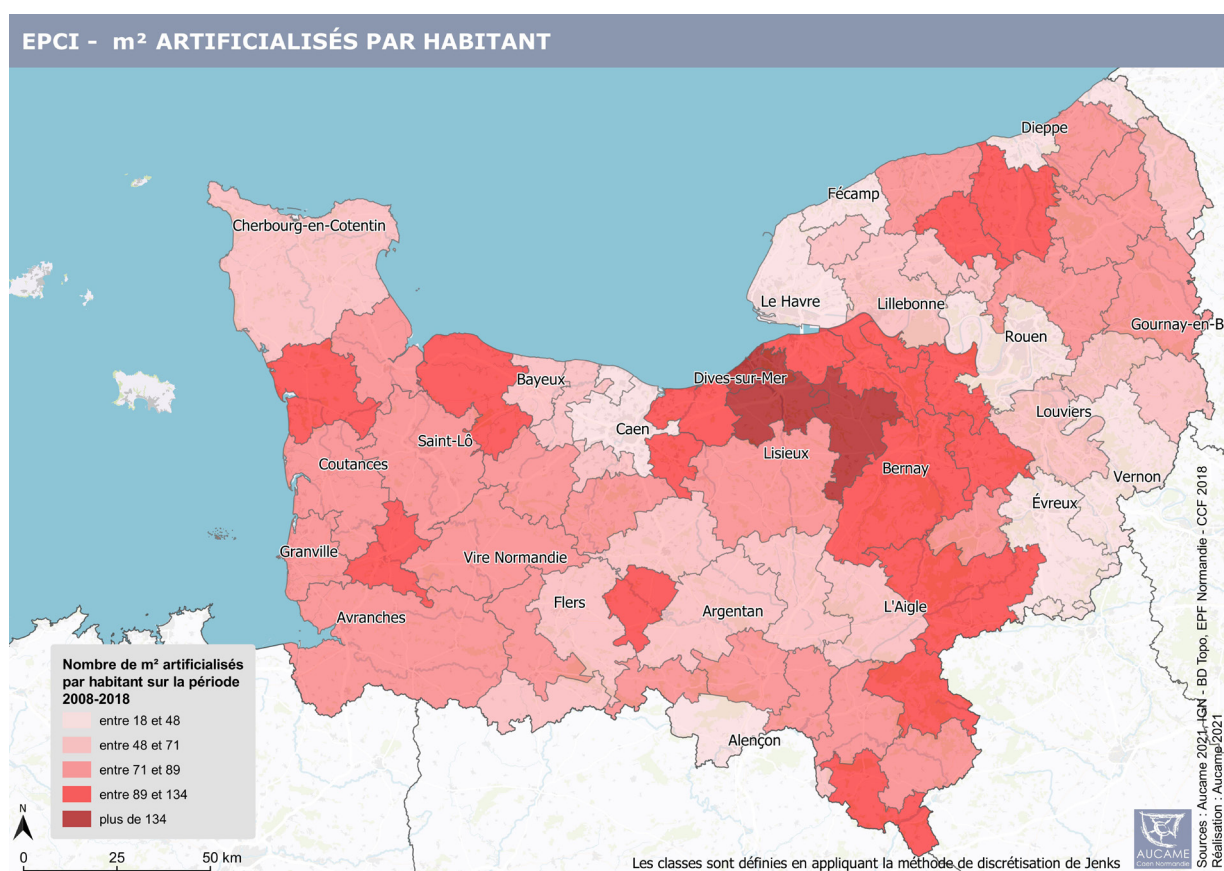 EPCI - m² ARTIFICIALISÉS PAR HABITANT
Dieppe
Fécamp
Cherbourg-en-Cotentin
Le Havre
Lillebonne
Rouen
Gournay-en-B
Bayeux
Dives-sur-Mer
Louviers
Caen
Saint-Lô
Lisieux
Coutances
Bernay
Vernon
Évreux
Granville
Vire Normandie
Flers
Argentan
L'Aigle
Avranches
Alençon
Nombre de m² artificialisés
par habitant sur la période
2008-2018
entre 18 et 48
entre 48 et 71
entre 71 et 89
entre 89 et 134
plus de 134
N
0 25 50 km
Les classes sont définies en appliquant la méthode de discrétisation de Jenks
AUCAME
Caen Normandie
Sources : Aucame 2021, IGN - BD Topo, EPF Normandie - CCF 2018
Réalisation : Aucame 2021